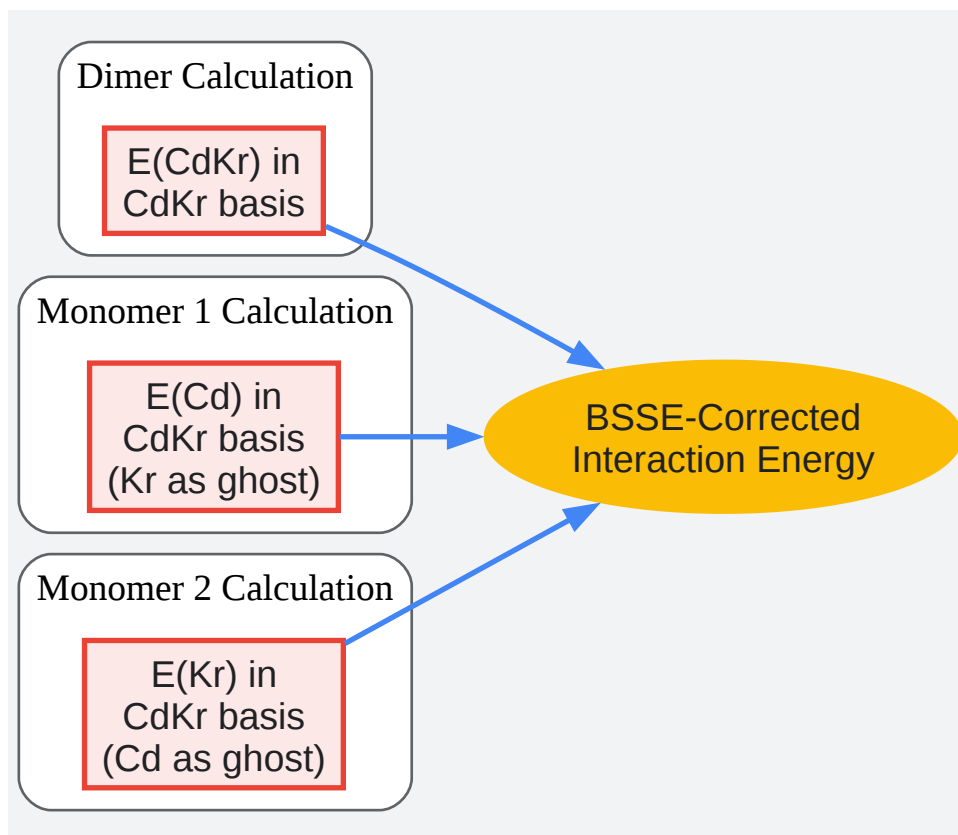 Dimer Calculation
E(CdKr) in
CdKr basis
Monomer 1 Calculation
E(Cd) in
CdKr basis
(Kr as ghost)
BSSE-Corrected
Interaction Energy
Monomer 2 Calculation
E(Kr) in
CdKr basis
(Cd as ghost)